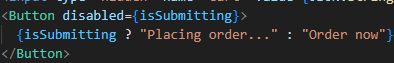 <Button disabled={isSubmitting}>
{isSubmitting ? "Placing order..." : "Order now"}
</Button>